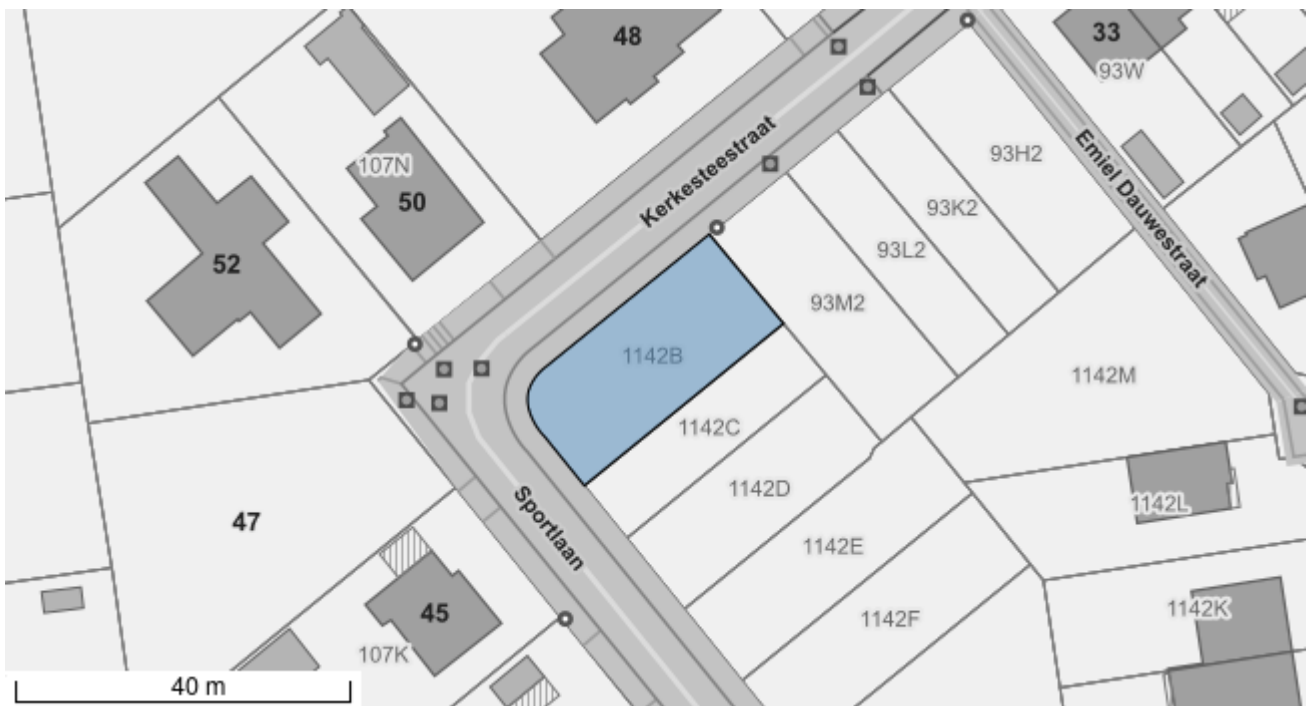 48
33
93W
107N
50
Kerkesteestraat
93H2
Emiel Dauwestraat
93K2
93L2
52
93M2
1142B
1142M
1142C
1142D
1142L
47
Sportlaan
1142E
45
107K
1142F
1142K
40 m